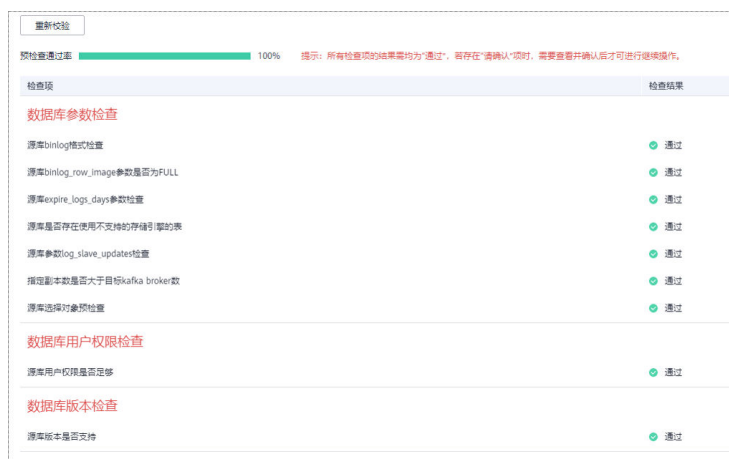 重新校验
预检查通过率 100% 提示：所有检查项的结果需均为"通过"，若存在"请确认"项时，需要查看并确认后才可进行继续操作。
检查项 检查结果
数据库参数检查
源库binlog格式检查 通过
源库binlog_row_image参数是否为FULL 通过
源库expire_logs_days参数检查 通过
源库是否存在使用不支持的存储引擎的表 通过
源库参数log_slave_updates检查 通过
指定副本数是否大于目标kafka broker数 通过
源库选择对象预检查 通过
数据库用户权限检查
源库用户权限是否足够 通过
数据库版本检查
源库版本是否支持 通过